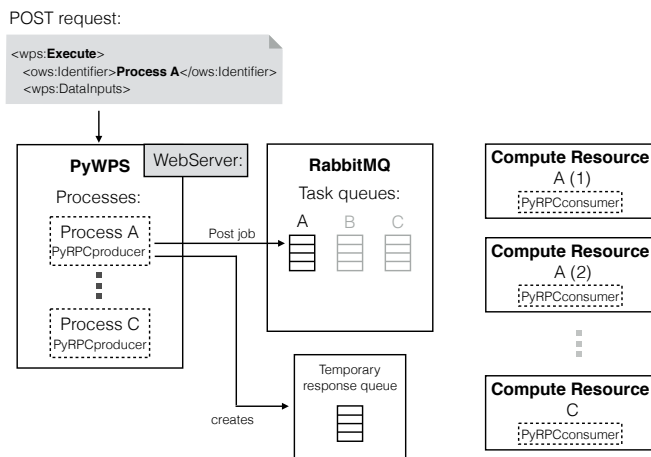 POST request:
<wps:Execute>
<ows:Identifier>Process A</ows:Identifier>
<wps:DataInputs>
PyWPS
WebServer:
Processes:
Process A
PyRPCproducer
Process C
PyRPCproducer
Post job
creates
RabbitMQ
Task queues:
A B C
Temporary
response queue
Compute Resource
A (1)
PyRPCconsumer
Compute Resource
A (2)
PyRPCconsumer
Compute Resource
C
PyRPCconsumer